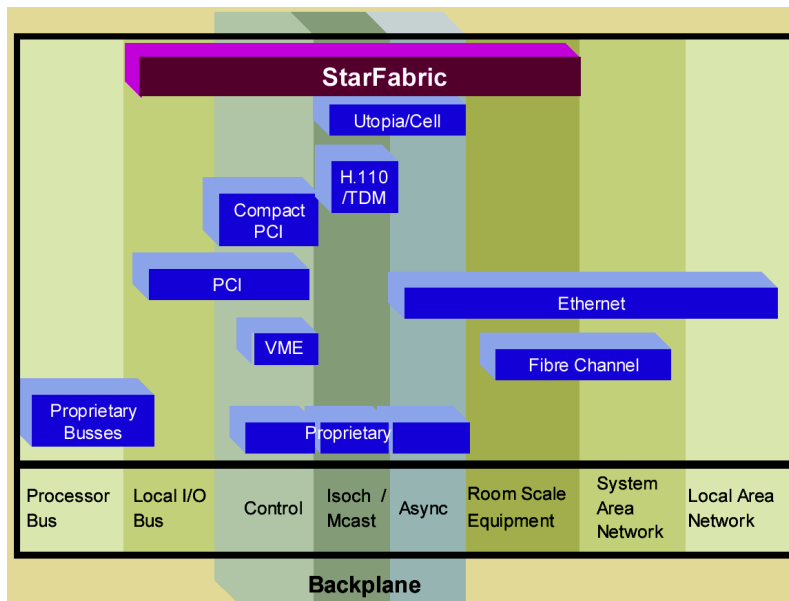 StarFabric
Utopia/Cell
H.110
/TDM
Compact
PCI
PCI
Ethernet
VME
Fibre Channel
Proprietary
Busses
Proprietary
Processor
Bus
Local I/O
Bus
Control
Isoch /
Mcast
Async
Room Scale
Equipment
System
Area
Network
Local Area
Network
Backplane